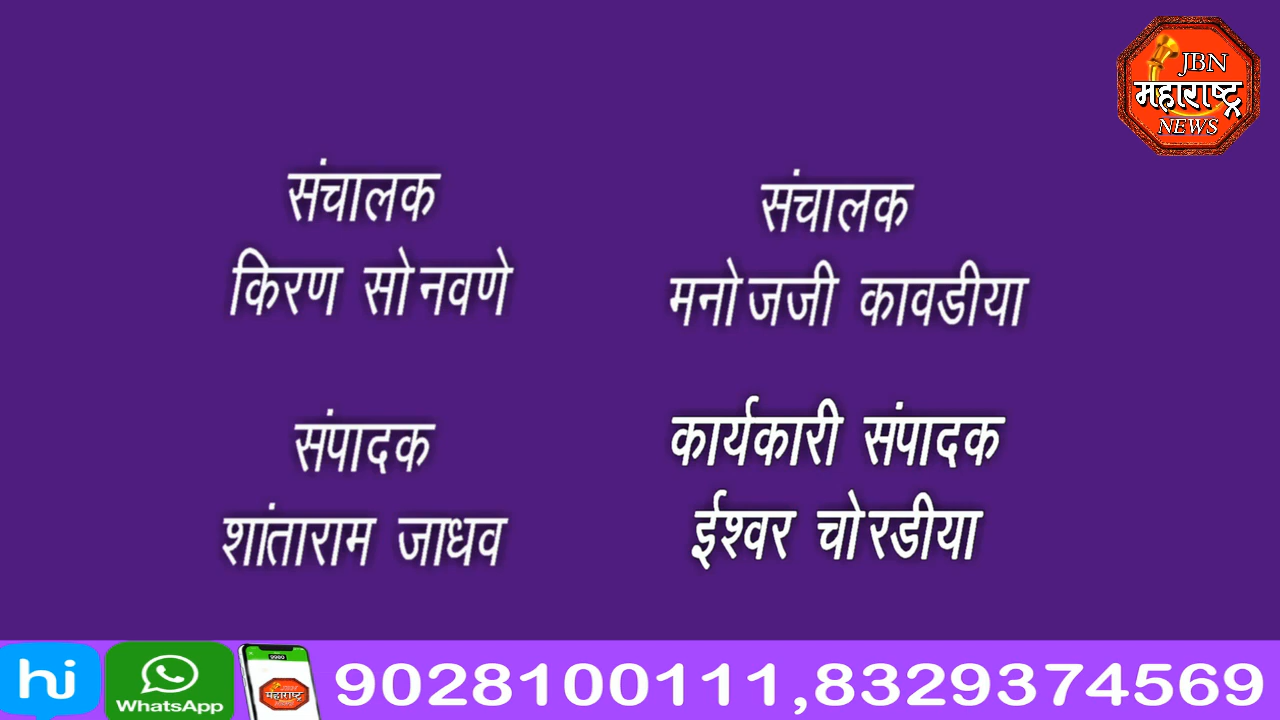 JBN
महाराष्ट्र
NEWS
संचालक
किरण सोनवणे
संचालक
मनोजजी कावडीया
संपादक
शांताराम जाधव
कार्यकारी संपादक
ईश्वर चोरडीया
hi
WhatsApp
महाराष्ट्र
9028100111,8329374569